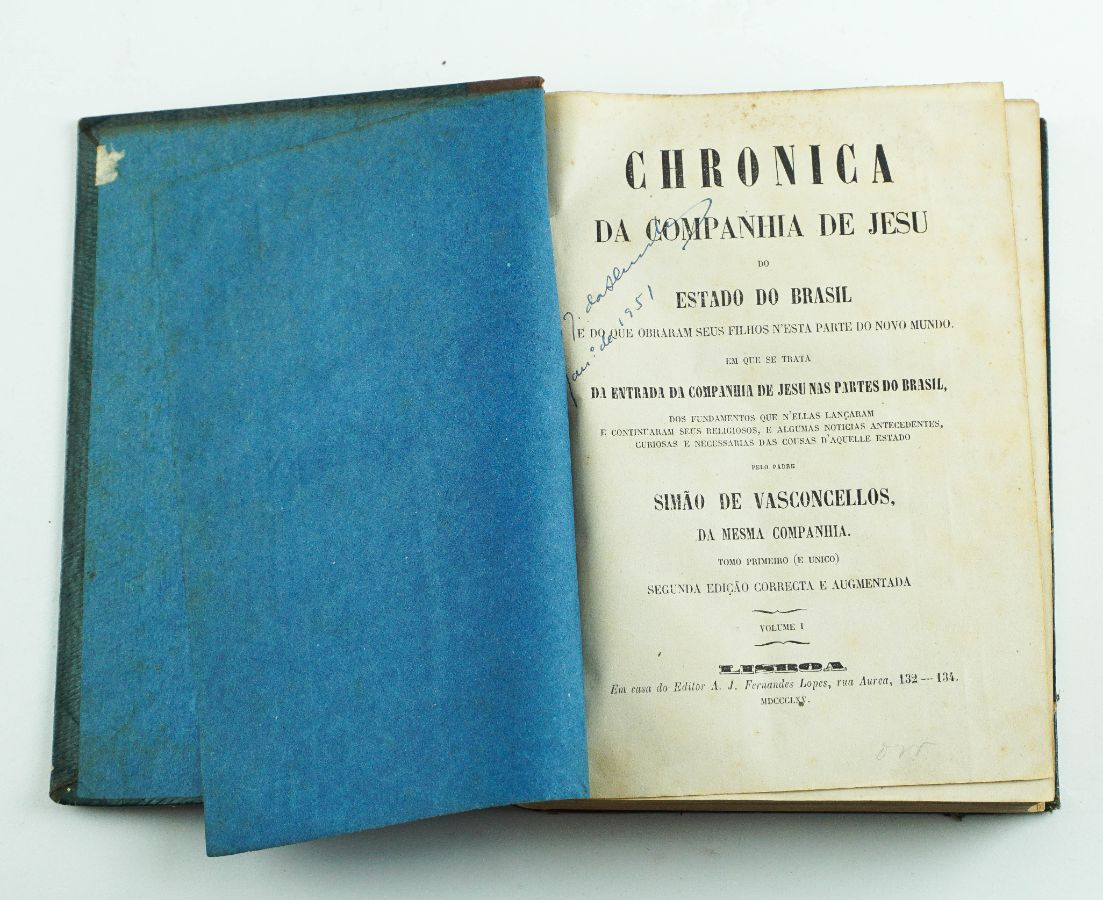 CHRONICA
DA COMPANHIA DE JESU
DO
ESTADO DO BRASIL
E DO QUE OBRARAM SEUS FILHOS N'ESTA PARTE DO NOVO MUNDO.
EM QUE SE TRATA
DA ENTRADA DA COMPANHIA DE JESU NAS PARTES DO BRASIL,
DOS FUNDAMENTOS QUE N'ELLAS LANÇARAM
E CONTINUARAM SEUS RELIGIOSOS, E ALGUMAS NOTICIAS ANTECEDENTES,
CURIOSAS E NECESSARIAS DAS COUSAS D'AQUELLE ESTADO
PELO PADRE
SIMÃO DE VASCONCELLOS,
DA MESMA COMPANHIA.
TOMO PRIMEIRO (E UNICO)
SEGUNDA EDIÇÃO CORRECTA E AUGMENTADA
VOLUME I
LISBOA
Em casa do Editor A. J. Fernandes Lopes, rua Aurea, 132—134.
MDCCCLXV.
1951